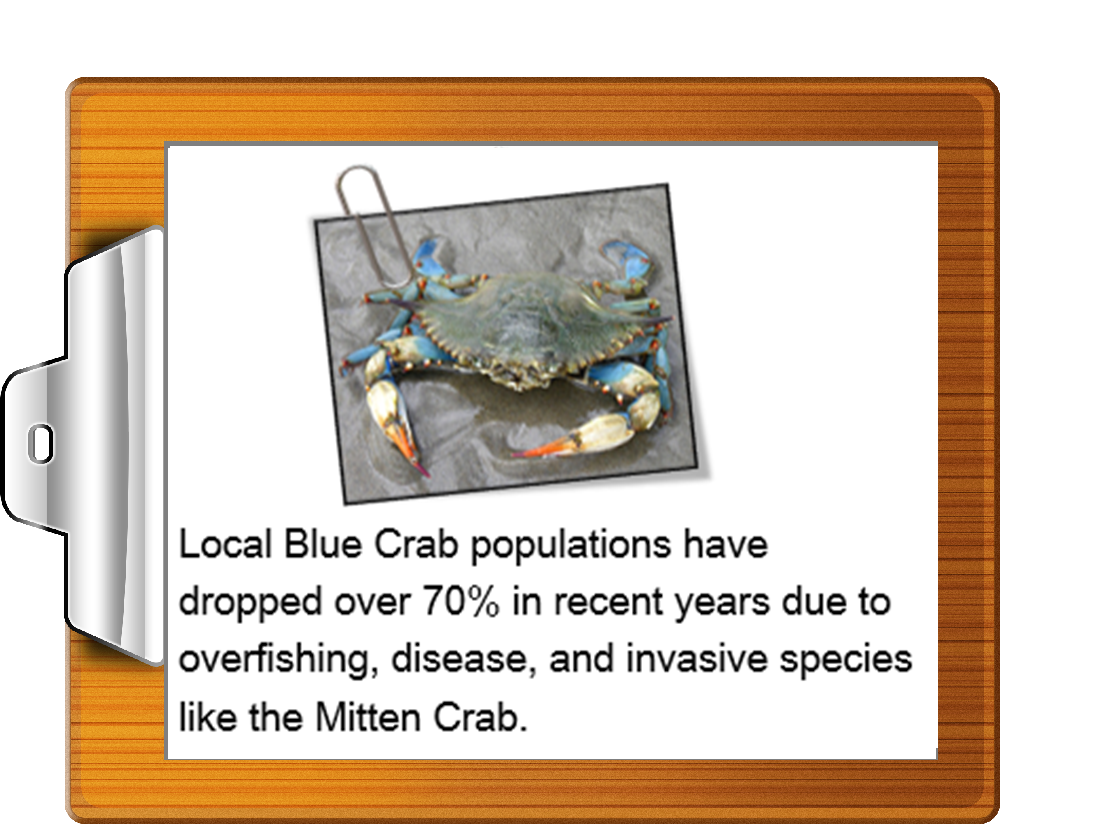 Local Blue Crab populations have
dropped over 70% in recent years due to
overfishing, disease, and invasive species
like the Mitten Crab.